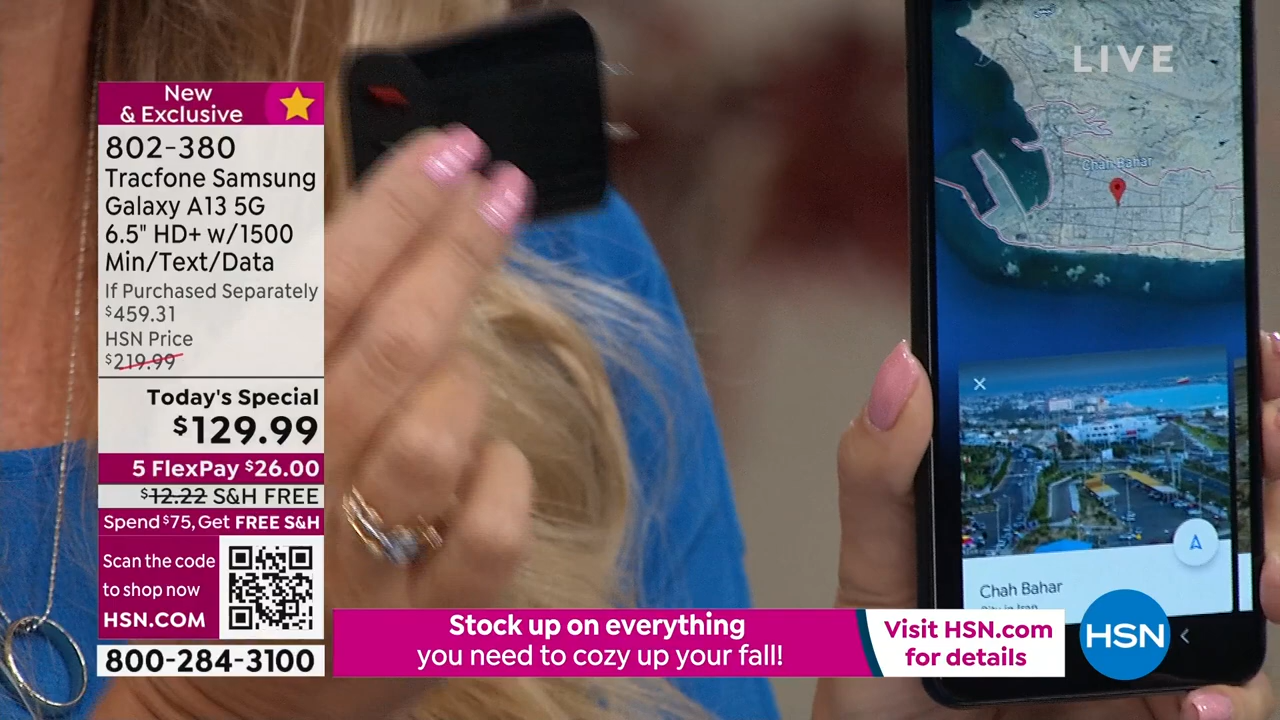 LIVE
New
& Exclusive
802-380
Tracfone Samsung
Galaxy A13 5G
6.5" HD+ w/1500
Min/Text/Data
If Purchased Separately
$459.31
HSN Price
$219.99
Today's Special
$129.99
5 FlexPay $26.00
$12.22 S&H FREE
Spend $75, Get FREE S&H
Scan the code
to shop now
HSN.COM
800-284-3100
Stock up on everything
you need to cozy up your fall!
Visit HSN.com
for details
HSN
Chah Bahar
Chah Bahar
City in Iran